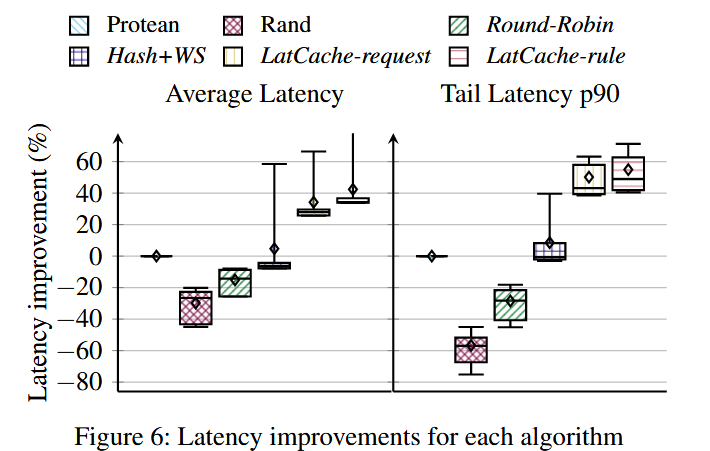 Protean Rand Round-Robin
Hash+WS LatCache-request LatCache-rule
Average Latency Tail Latency p90
Latency improvement (%)
60
40
20
0
−20
−40
−60
−80
Figure 6: Latency improvements for each algorithm